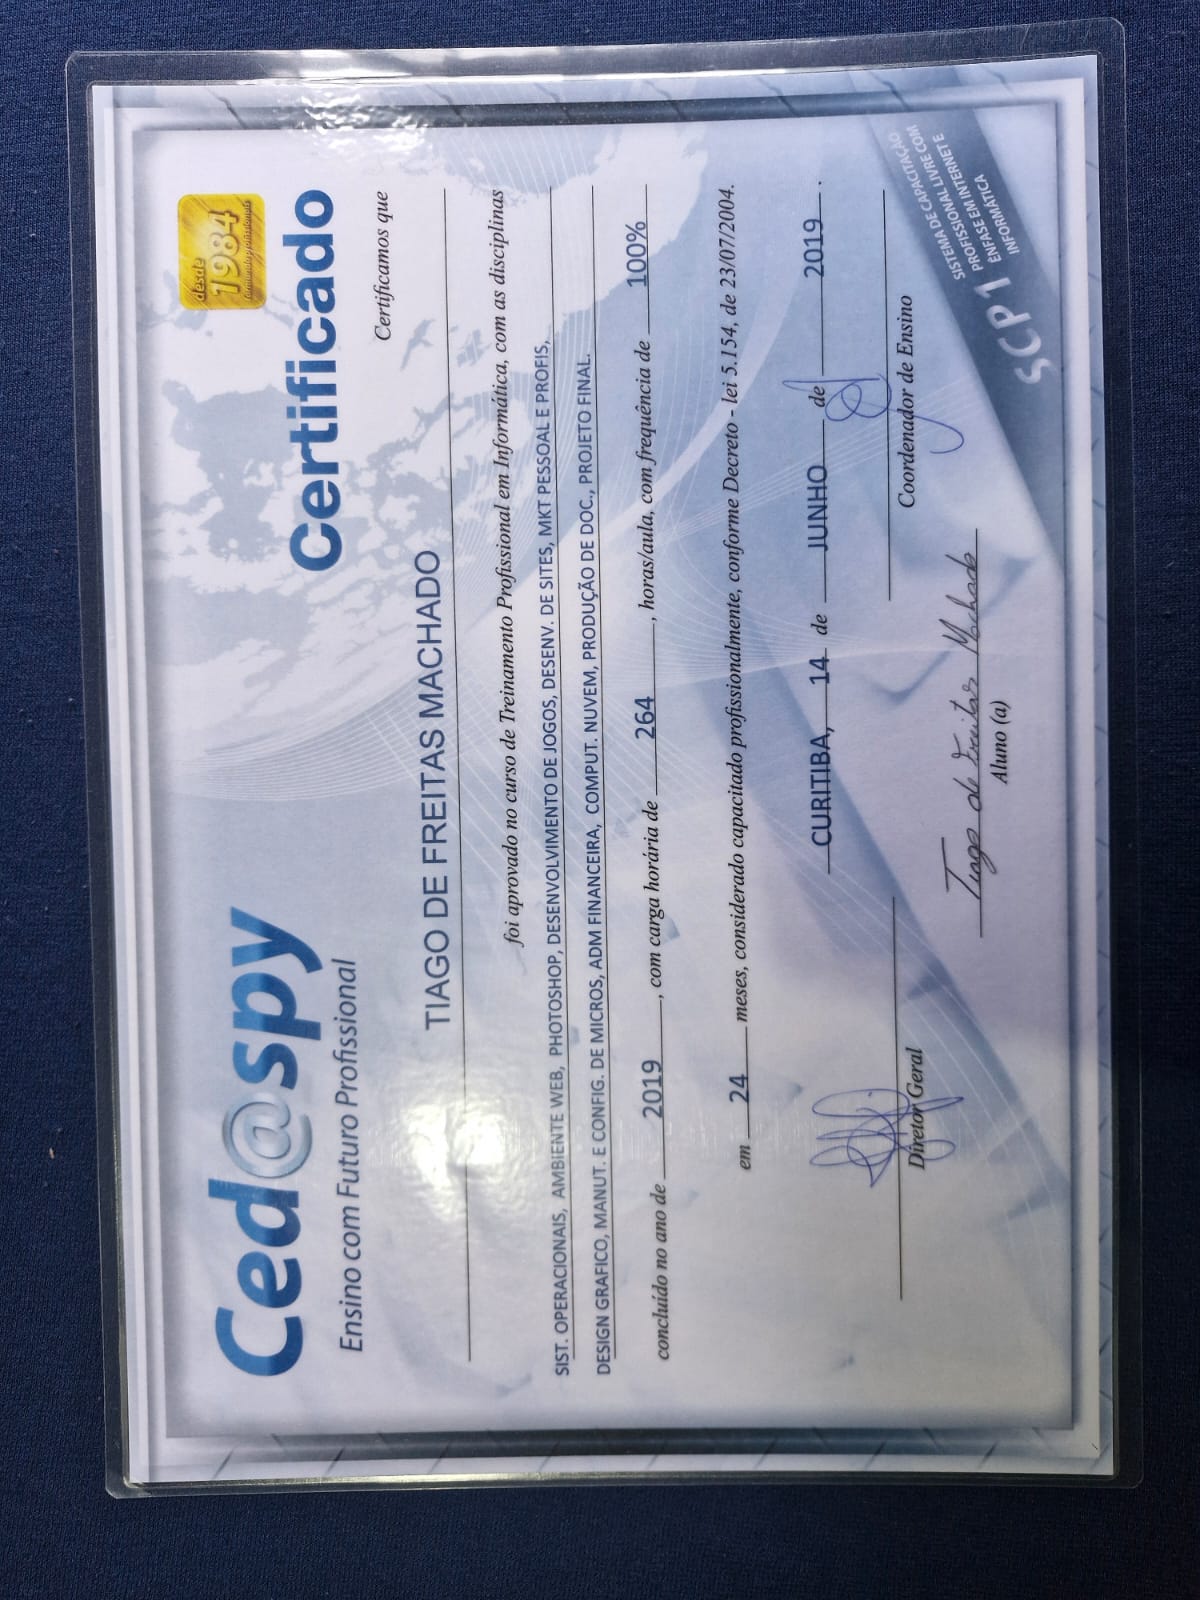 Ced@spy
Ensino com Futuro Profissional
desde
1984
formando profissionais
Certificado
Certificamos que
TIAGO DE FREITAS MACHADO
foi aprovado no curso de Treinamento Profissional em Informática, com as disciplinas
SIST. OPERACIONAIS, AMBIENTE WEB, PHOTOSHOP, DESENVOLVIMENTO DE JOGOS, DESENV. DE SITES, MKT PESSOAL E PROFIS,
DESIGN GRAFICO, MANUT. E CONFIG. DE MICROS, ADM FINANCEIRA, COMPUT. NUVEM, PRODUÇÃO DE DOC., PROJETO FINAL.
concluído no ano de 2019, com carga horária de 264, horas/aula, com frequência de 100%
em 24 meses, considerado capacitado profissionalmente, conforme Decreto - lei 5.154, de 23/07/2004.
CURITIBA, 14 de JUNHO de 2019.
Diretor Geral
Coordenador de Ensino
Tiago de Freitas Machado
Aluno (a)
SCP1
SISTEMA DE CAPACITAÇÃO
PROFISSIONAL LIVRE COM
ÊNFASE EM INTERNET E
INFORMÁTICA